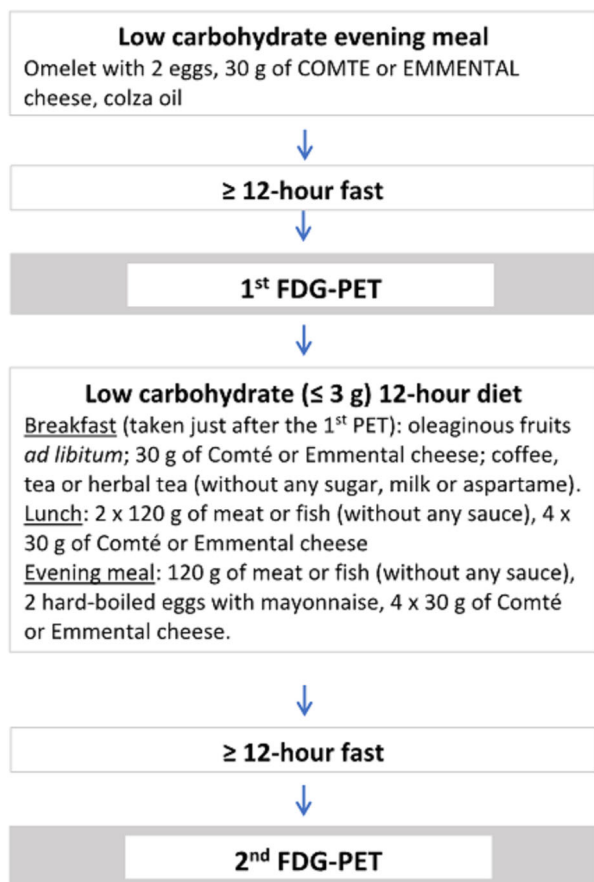 Low carbohydrate evening meal
Omelet with 2 eggs, 30 g of COMTE or EMMENTAL
cheese, colza oil
≥ 12-hour fast
1st FDG-PET
Low carbohydrate (≤ 3 g) 12-hour diet
Breakfast (taken just after the 1st PET): oleaginous fruits
ad libitum; 30 g of Comté or Emmental cheese; coffee,
tea or herbal tea (without any sugar, milk or aspartame).
Lunch: 2 x 120 g of meat or fish (without any sauce), 4 x
30 g of Comté or Emmental cheese
Evening meal: 120 g of meat or fish (without any sauce),
2 hard-boiled eggs with mayonnaise, 4 x 30 g of Comté
or Emmental cheese.
≥ 12-hour fast
2nd FDG-PET